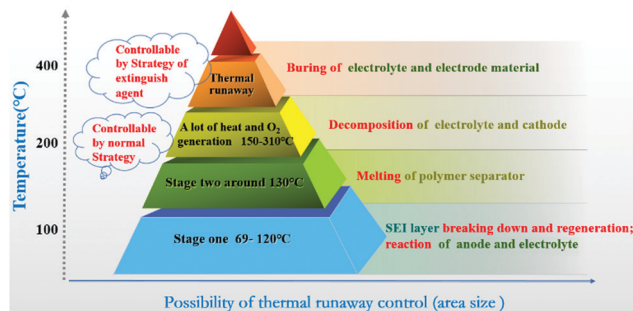 Temperature(°C)
400
200
100
Controllable
by Strategy of
extinguish
agent
Controllable
by normal
Strategy
Thermal
runaway
A lot of heat and O₂
generation 150-310°C
Stage two around 130°C
Stage one 69- 120°C
Buring of electrolyte and electrode material
Decomposition of electrolyte and cathode
Melting of polymer separator
SEI layer breaking down and regeneration;
reaction of anode and electrolyte
Possibility of thermal runaway control (area size )